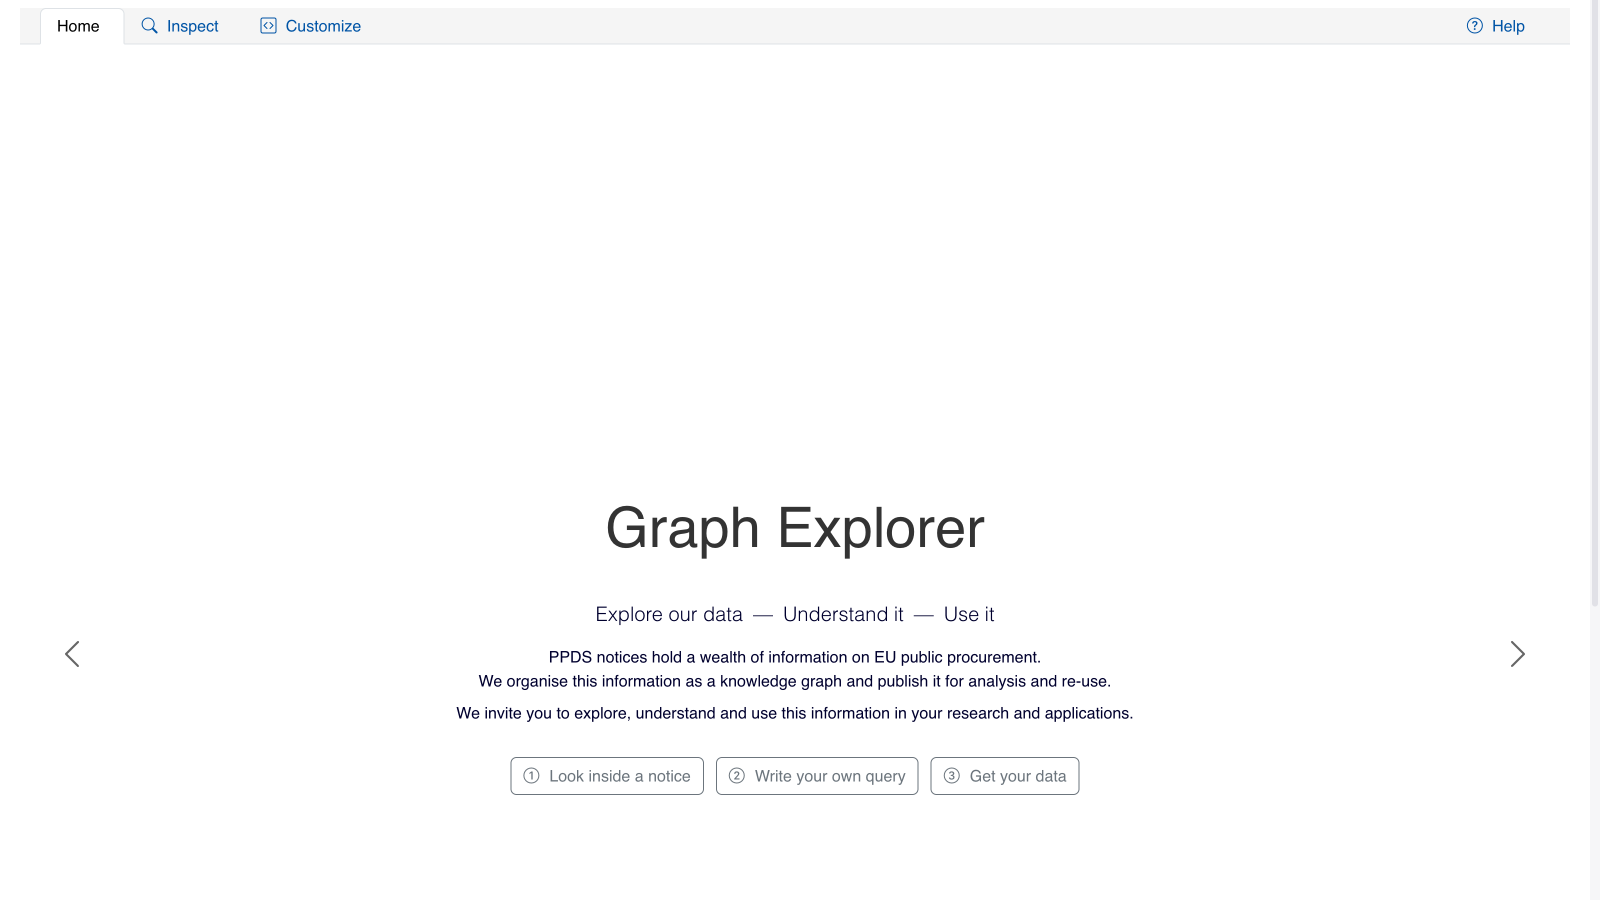 Home Inspect Customize Help
Graph Explorer
Explore our data — Understand it — Use it
PPDS notices hold a wealth of information on EU public procurement.
We organise this information as a knowledge graph and publish it for analysis and re-use.
We invite you to explore, understand and use this information in your research and applications.
1 Look inside a notice 2 Write your own query 3 Get your data